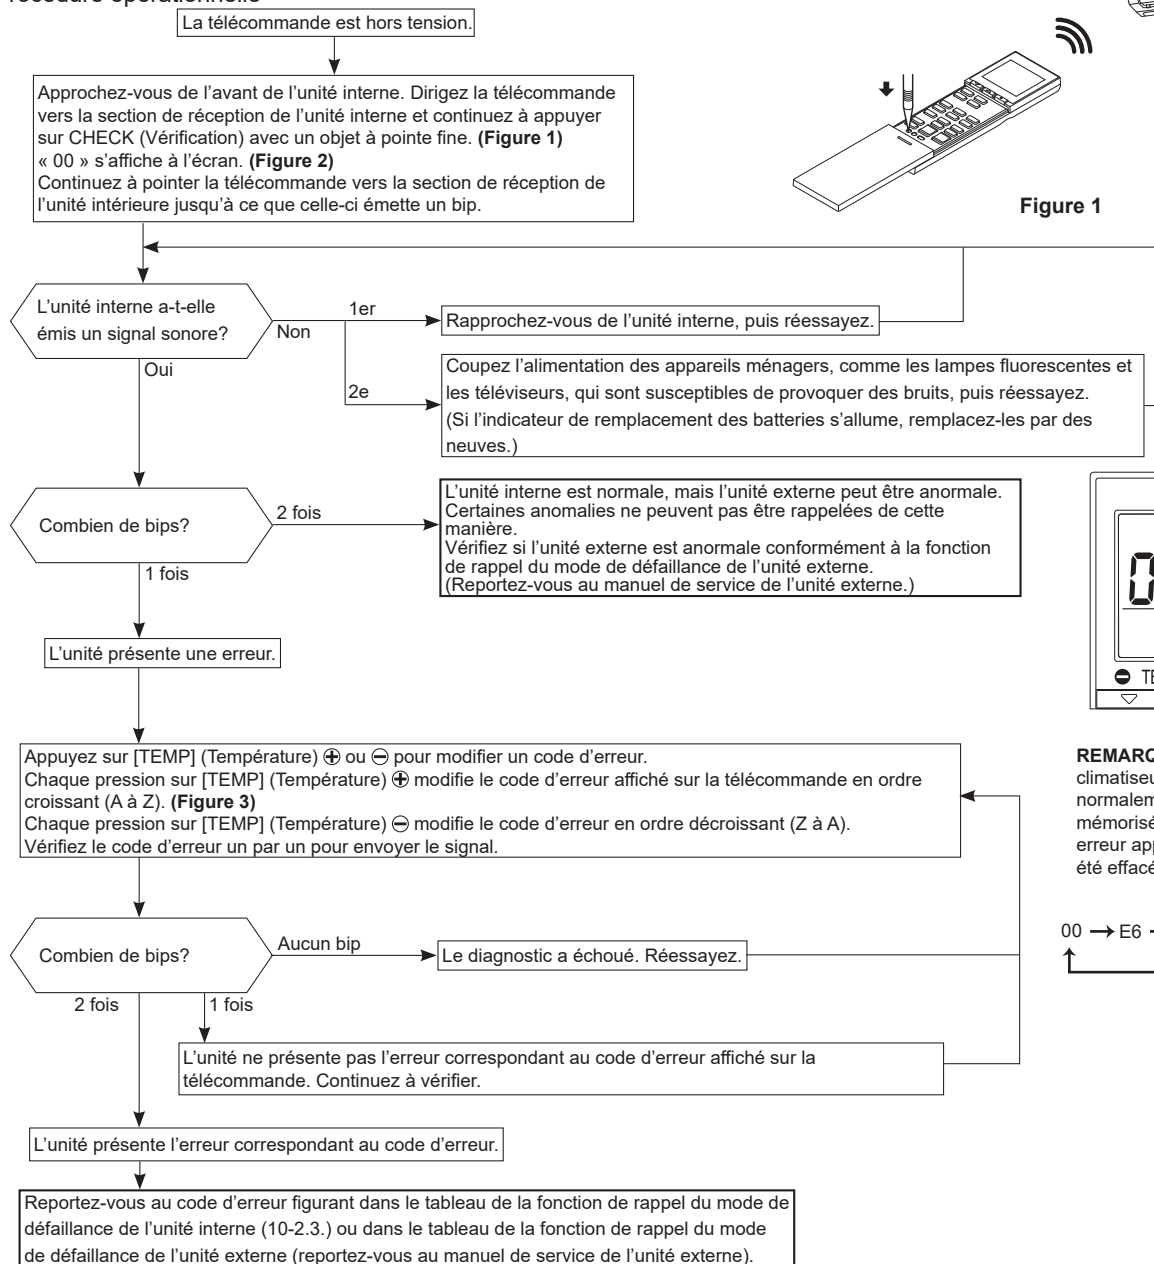 La télécommande est hors tension.
Approchez-vous de l’avant de l’unité interne. Dirigez la télécommande
vers la section de réception de l’unité interne et continuez à appuyer
sur CHECK (Vérification) avec un objet à pointe fine. (Figure 1)
« 00 » s’affiche à l’écran. (Figure 2)
Continuez à pointer la télécommande vers la section de réception de
l’unité intérieure jusqu’à ce que celle-ci émette un bip.
Figure 1
L’unité interne a-t-elle
émis un signal sonore?
Non
1er
Rapprochez-vous de l’unité interne, puis réessayez.
Oui
2e
Coupez l’alimentation des appareils ménagers, comme les lampes fluorescentes et
les téléviseurs, qui sont susceptibles de provoquer des bruits, puis réessayez.
(Si l’indicateur de remplacement des batteries s’allume, remplacez-les par des
neuves.)
Combien de bips?
2 fois
L’unité interne est normale, mais l’unité externe peut être anormale.
Certaines anomalies ne peuvent pas être rappelées de cette
manière.
Vérifiez si l’unité externe est anormale conformément à la fonction
de rappel du mode de défaillance de l’unité externe.
(Reportez-vous au manuel de service de l’unité externe.)
1 fois
L’unité présente une erreur.
Appuyez sur [TEMP] (Température) ⊕ ou ⊖ pour modifier un code d’erreur.
Chaque pression sur [TEMP] (Température) ⊕ modifie le code d’erreur affiché sur la télécommande en ordre
croissant (A à Z). (Figure 3)
Chaque pression sur [TEMP] (Température) ⊖ modifie le code d’erreur en ordre décroissant (Z à A).
Vérifiez le code d’erreur un par un pour envoyer le signal.
Combien de bips?
Aucun bip
Le diagnostic a échoué. Réessayez.
2 fois
1 fois
L’unité ne présente pas l’erreur correspondant au code d’erreur affiché sur la
télécommande. Continuez à vérifier.
L’unité présente l’erreur correspondant au code d’erreur.
Reportez-vous au code d’erreur figurant dans le tableau de la fonction de rappel du mode de
défaillance de l’unité interne (10-2.3.) ou dans le tableau de la fonction de rappel du mode
de défaillance de l’unité externe (reportez-vous au manuel de service de l’unité externe).
0
TE
REMARQ
climatiseu
normalem
mémorisé
erreur app
été effacé
00 → E6